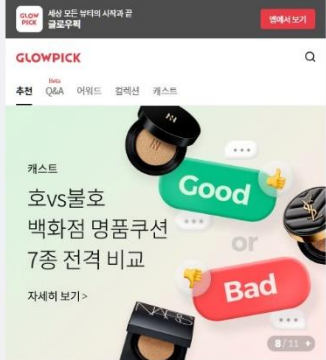 GLOW
PICK
세상 모든 뷰티의 시작과 끝
글로우픽
앱에서 보기
GLOWPICK
Beta
추천 Q&A 어워드 컬렉션 캐스트
캐스트
호vs불호
백화점 명품쿠션
7종 전격 비교
자세히 보기>
Good
or
Bad
NARS
8/11 +